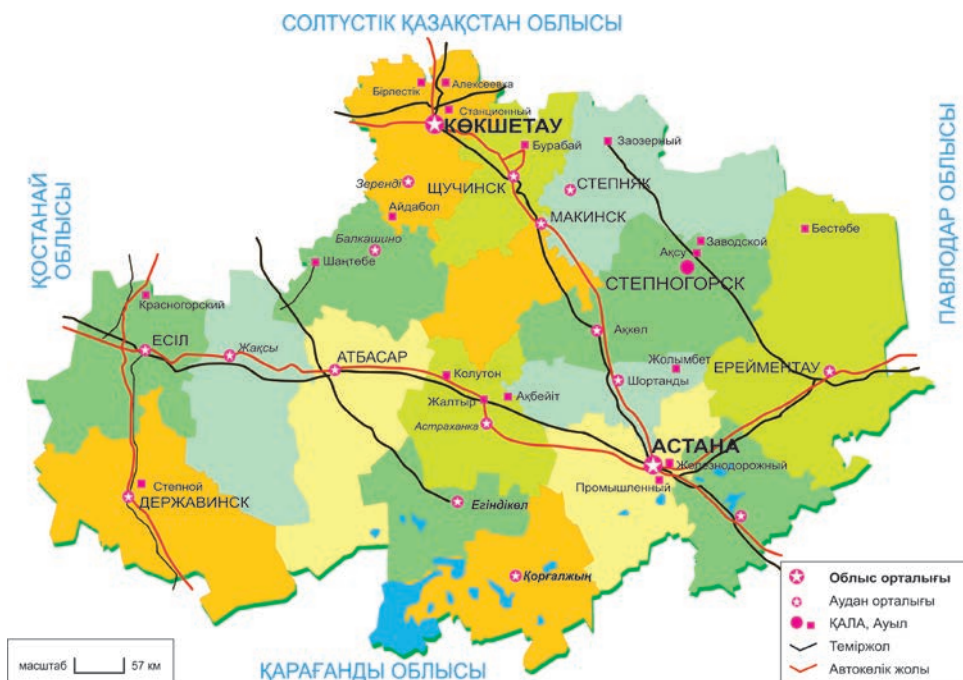 СОЛТҮСТІК ҚАЗАҚСТАН ОБЛЫСЫ
Бірлестік
Алексеевка
Станционный
КӨКШЕТАУ
Бурабай
Заозерный
Зеренді
ЩУЧИНСК
СТЕПНЯК
Айдабол
МАКИНСК
Бестөбе
ҚОСТАНАЙ
ОБЛЫСЫ
ПАВЛОДАР ОБЛЫСЫ
Балкашино
Шаңтөбе
Заводской
Ақсу
СТЕПНОГОРСК
Красногорский
ЕСІЛ
Жақсы
АТБАСАР
Ақкөл
Колутон
Жолымбет
Шортанды
ЕРЕЙМЕНТАУ
Жалтыр
Ақбейіт
Астраханка
АСТАНА
Железнодорожный
Промышленный
Степной
ДЕРЖАВИНСК
Егіндікөл
Қорғалжың
ҚАРАҒАНДЫ ОБЛЫСЫ
масштаб 57 км
Облыс орталығы
Аудан орталығы
ҚАЛА, Ауыл
Теміржол
Автокөлік жолы